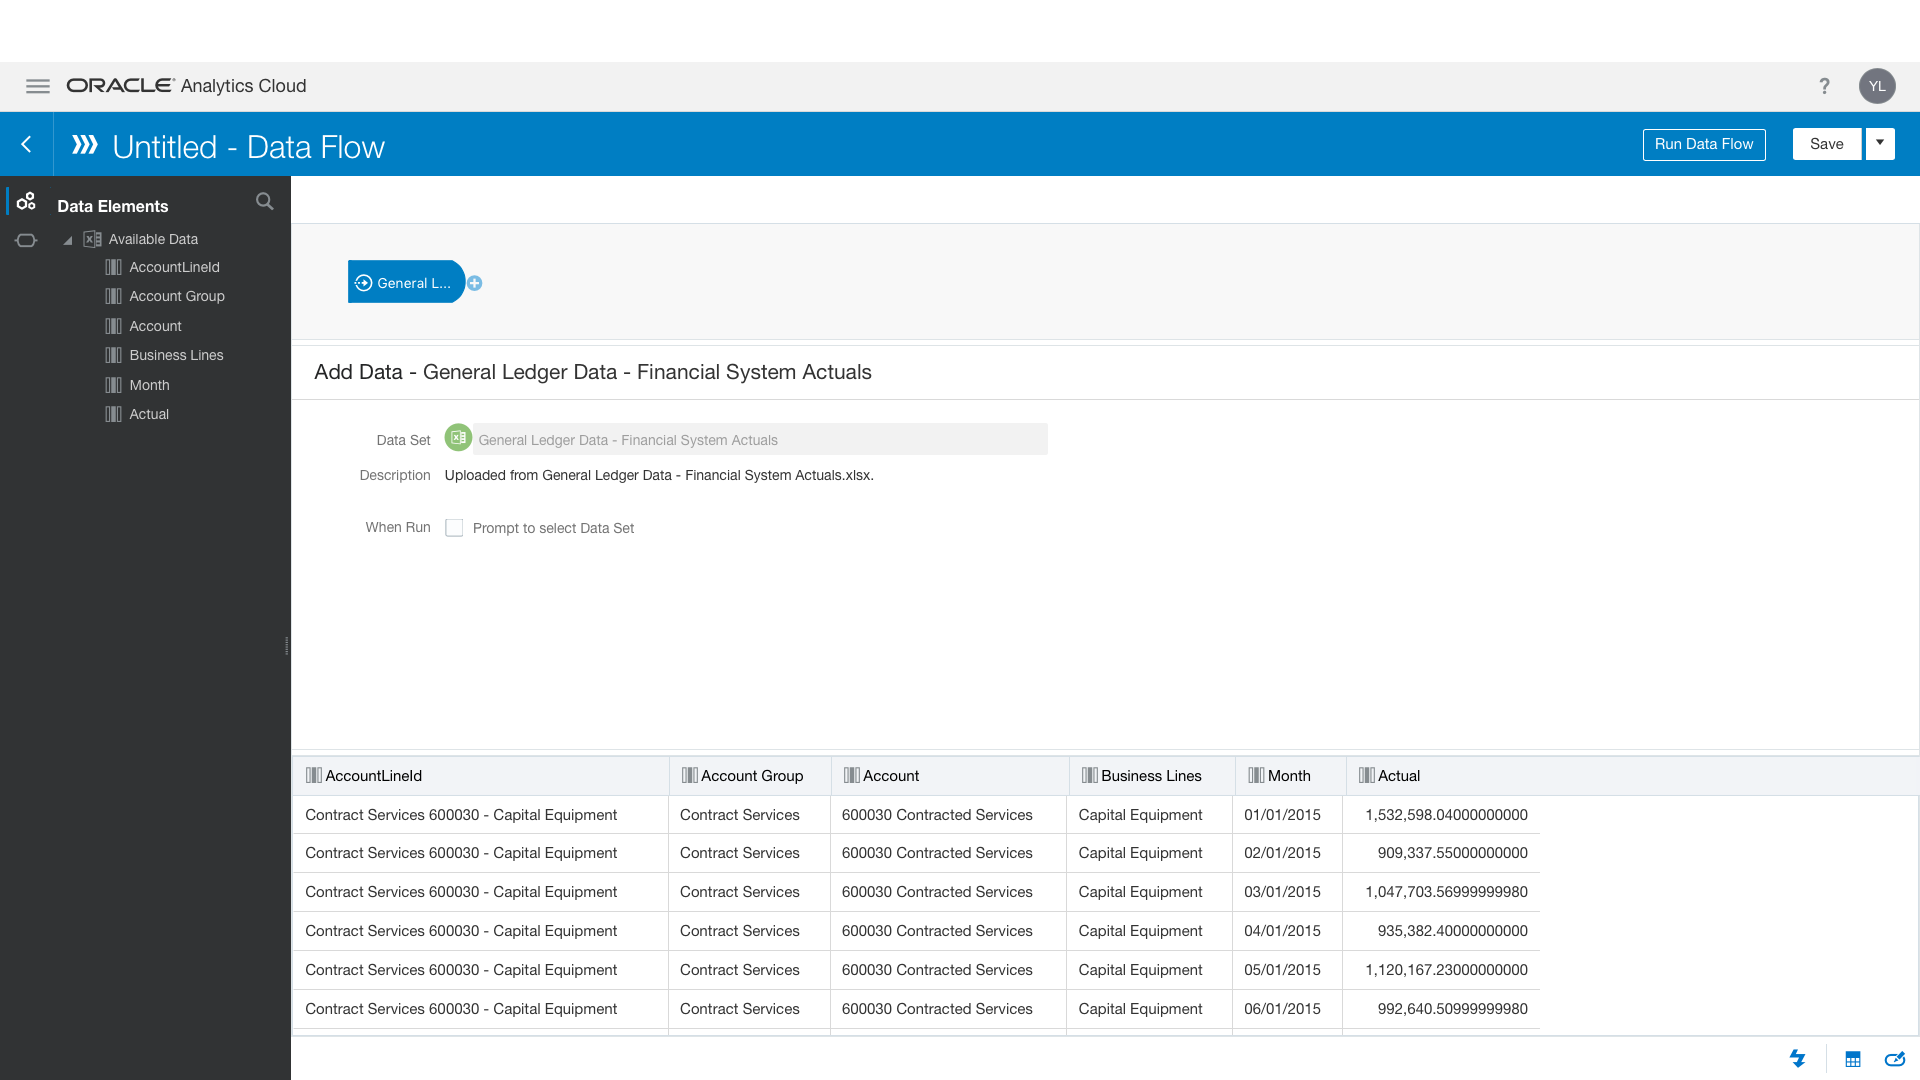 ORACLE Analytics Cloud
? YL
Untitled - Data Flow
Run Data Flow Save
Data Elements
Available Data
AccountLineId
Account Group
Account
Business Lines
Month
Actual
General L...
Add Data - General Ledger Data - Financial System Actuals
Data Set General Ledger Data - Financial System Actuals
Description Uploaded from General Ledger Data - Financial System Actuals.xlsx.
When Run Prompt to select Data Set
AccountLineId Account Group Account Business Lines Month Actual
Contract Services 600030 - Capital Equipment Contract Services 600030 Contracted Services Capital Equipment 01/01/2015 1,532,598.04000000000
Contract Services 600030 - Capital Equipment Contract Services 600030 Contracted Services Capital Equipment 02/01/2015 909,337.55000000000
Contract Services 600030 - Capital Equipment Contract Services 600030 Contracted Services Capital Equipment 03/01/2015 1,047,703.56999999980
Contract Services 600030 - Capital Equipment Contract Services 600030 Contracted Services Capital Equipment 04/01/2015 935,382.40000000000
Contract Services 600030 - Capital Equipment Contract Services 600030 Contracted Services Capital Equipment 05/01/2015 1,120,167.23000000000
Contract Services 600030 - Capital Equipment Contract Services 600030 Contracted Services Capital Equipment 06/01/2015 992,640.50999999980